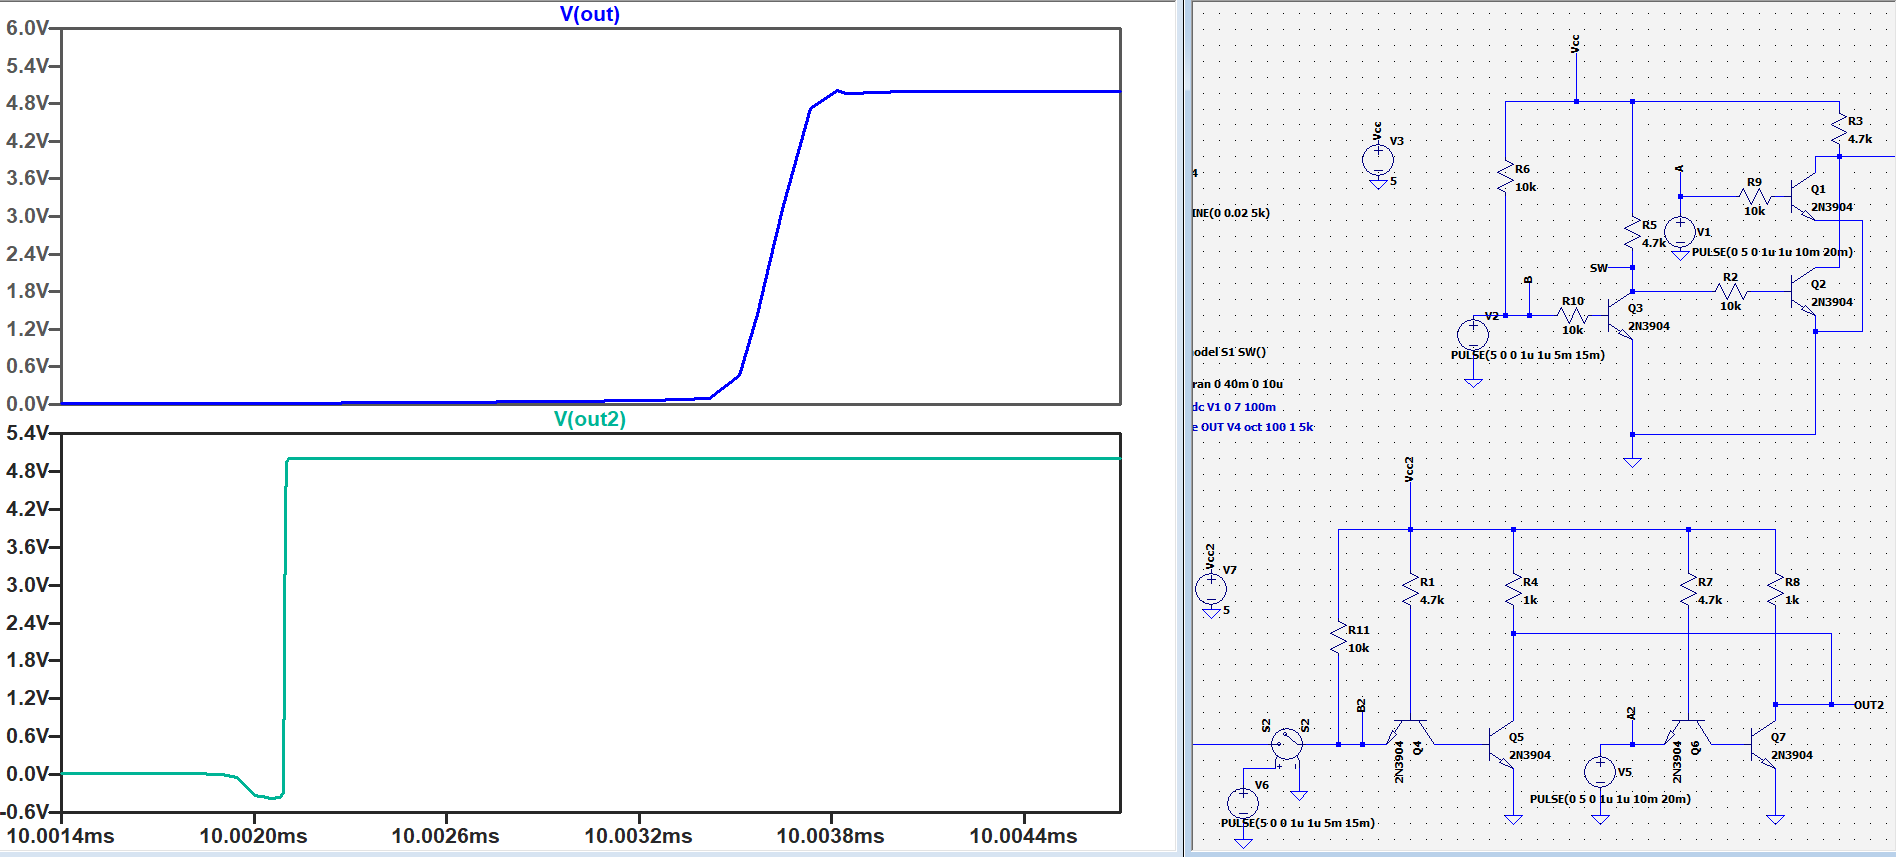 V(out)
6.0V
5.4V
4.8V
4.2V
3.6V
3.0V
2.4V
1.8V
1.2V
0.6V
0.0V
V(out2)
5.4V
4.8V
4.2V
3.6V
3.0V
2.4V
1.8V
1.2V
0.6V
0.0V
-0.6V
10.0014ms
10.0020ms
10.0026ms
10.0032ms
10.0038ms
10.0044ms
Vcc
R3
4.7k
Vcc
V3
5
4
INE(0 0.02 5k)
R6
10k
A
R9
10k
Q1
2N3904
R5
4.7k
V1
PULSE(0 5 0 1u 1u 10m 20m)
SW
B
R2
10k
Q2
2N3904
V2
R10
10k
Q3
2N3904
PULSE(5 0 0 1u 1u 5m 15m)
odel S1 SW()
ran 0 40m 0 10u
dc V1 0 7 100m
e OUT V4 oct 100 1 5k
Vcc2
Vcc2
V7
5
R1
4.7k
R4
1k
R7
4.7k
R8
1k
R11
10k
B2
A2
OUT2
S2
S2
+
-
2N3904
Q4
Q5
2N3904
2N3904
Q6
Q7
2N3904
V6
PULSE(5 0 0 1u 1u 5m 15m)
V5
PULSE(0 5 0 1u 1u 10m 20m)